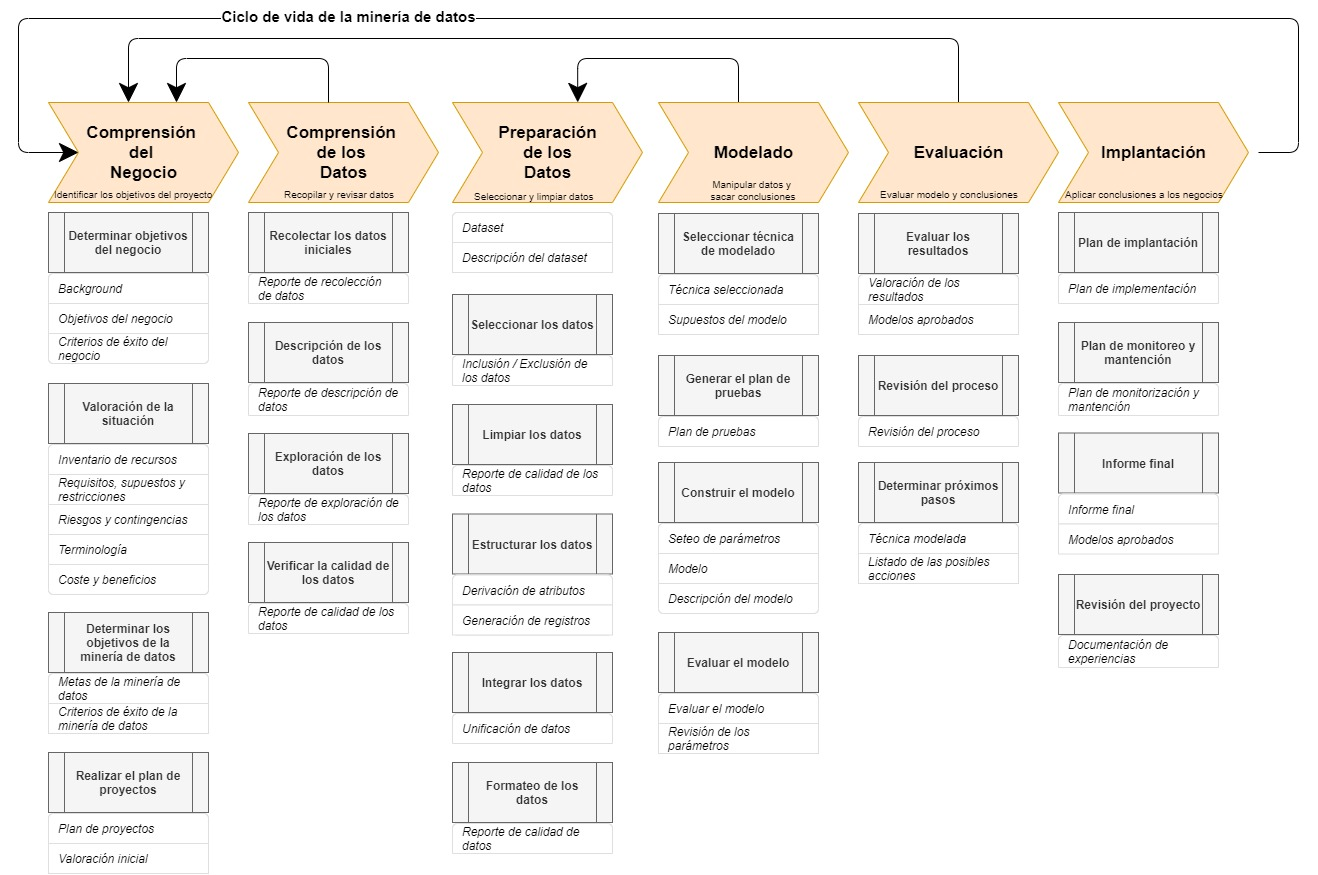 Ciclo de vida de la minería de datos
Comprensión
del
Negocio
Identificar los objetivos del proyecto
Determinar objetivos
del negocio
Background
Objetivos del negocio
Criterios de éxito del
negocio
Valoración de la
situación
Inventario de recursos
Requisitos, supuestos y
restricciones
Riesgos y contingencias
Terminología
Coste y beneficios
Determinar los
objetivos de la
minería de datos
Metas de la minería de
datos
Criterios de éxito de la
minería de datos
Realizar el plan de
proyectos
Plan de proyectos
Valoración inicial
Comprensión
de los
Datos
Recopilar y revisar datos
Recolectar los datos
iniciales
Reporte de recolección
de datos
Descripción de los
datos
Reporte de descripción de
datos
Exploración de los
datos
Reporte de exploración de
los datos
Verificar la calidad de
los datos
Reporte de calidad de los
datos
Preparación
de los
Datos
Seleccionar y limpiar datos
Dataset
Descripción del dataset
Seleccionar los datos
Inclusión / Exclusión de
los datos
Limpiar los datos
Reporte de calidad de los
datos
Estructurar los datos
Derivación de atributos
Generación de registros
Integrar los datos
Unificación de datos
Formateo de los
datos
Reporte de calidad de
datos
Modelado
Manipular datos y
sacar conclusiones
Seleccionar técnica
de modelado
Técnica seleccionada
Supuestos del modelo
Generar el plan de
pruebas
Plan de pruebas
Construir el modelo
Seteo de parámetros
Modelo
Descripción del modelo
Evaluar el modelo
Evaluar el modelo
Revisión de los
parámetros
Evaluación
Evaluar modelo y conclusiones
Evaluar los
resultados
Valoración de los
resultados
Modelos aprobados
Revisión del proceso
Revisión del proceso
Determinar próximos
pasos
Técnica modelada
Listado de las posibles
acciones
Implantación
Aplicar conclusiones a los negocios
Plan de implantación
Plan de implementación
Plan de monitoreo y
mantención
Plan de monitorización y
mantención
Informe final
Informe final
Modelos aprobados
Revisión del proyecto
Documentación de
experiencias